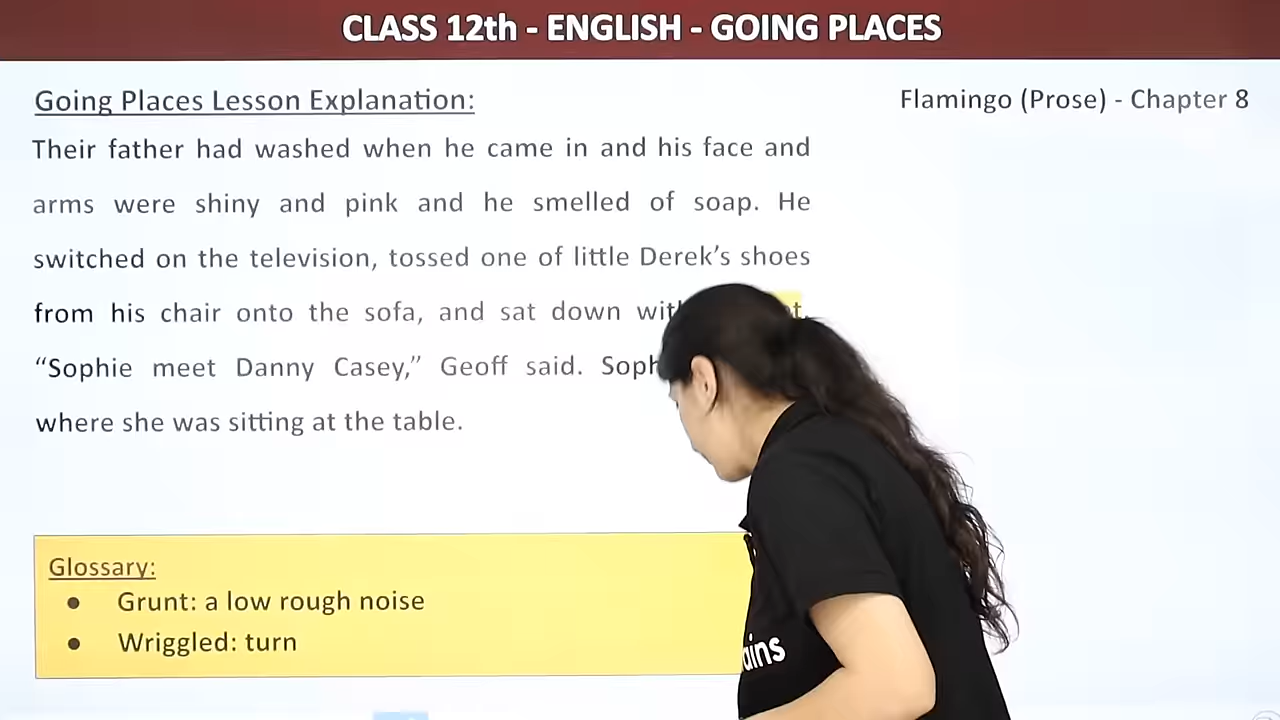 CLASS 12th - ENGLISH - GOING PLACES
Going Places Lesson Explanation:
Flamingo (Prose) - Chapter 8
Their father had washed when he came in and his face and
arms were shiny and pink and he smelled of soap. He
switched on the television, tossed one of little Derek’s shoes
from his chair onto the sofa, and sat down
“Sophie meet Danny Casey,” Geoff said.
where she was sitting at the table.
Glossary:
● Grunt: a low rough noise
● Wriggled: turn